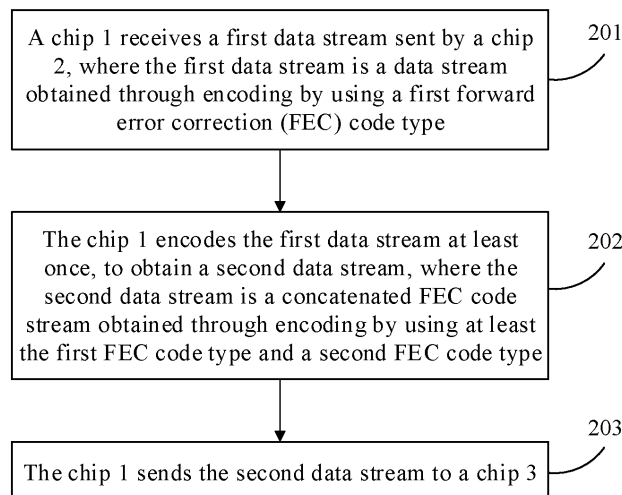 A chip 1 receives a first data stream sent by a chip
2, where the first data stream is a data stream
obtained through encoding by using a first forward
error correction (FEC) code type
201
The chip 1 encodes the first data stream at least
once, to obtain a second data stream, where the
second data stream is a concatenated FEC code
stream obtained through encoding by using at least
the first FEC code type and a second FEC code type
202
The chip 1 sends the second data stream to a chip 3
203